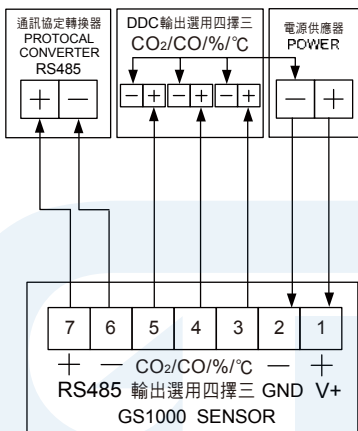 通訊協定轉換器
PROTOCAL
CONVERTER
RS485
+ −
DDC輸出選用四擇三
CO₂/CO/%/℃
− + − + − +
電源供應器
POWER
− +
7 6 5 4 3 2 1
+ − CO₂/CO/%/℃ − +
RS485 輸出選用四擇三 GND V+
GS1000 SENSOR